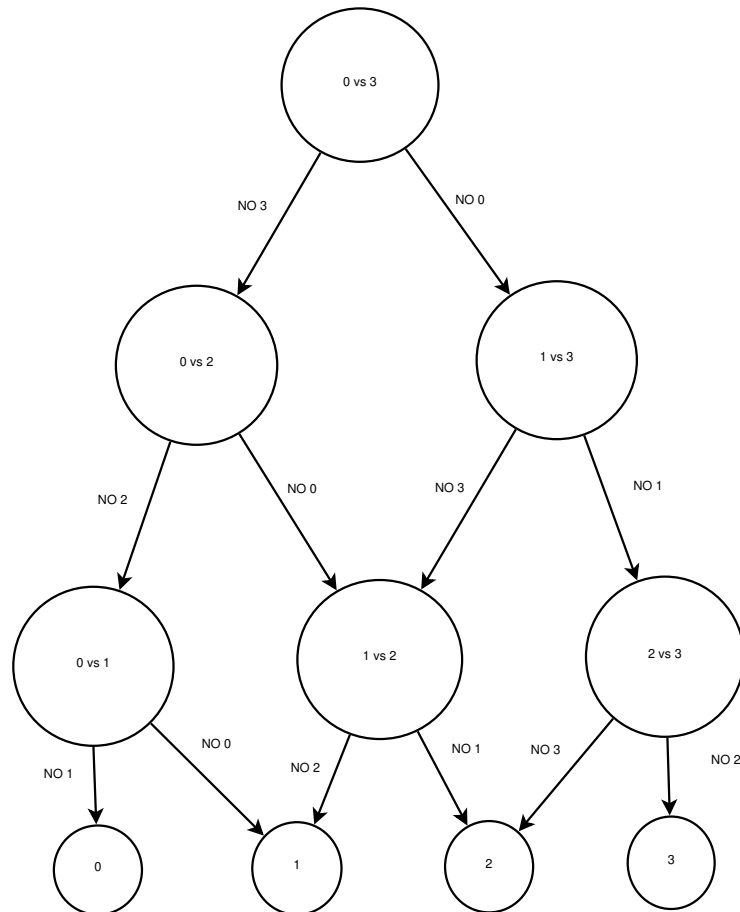 0 vs 3
NO 3
NO 0
0 vs 2
1 vs 3
NO 2
NO 0
NO 3
NO 1
0 vs 1
1 vs 2
2 vs 3
NO 1
NO 0
NO 2
NO 1
NO 3
NO 2
0
1
2
3